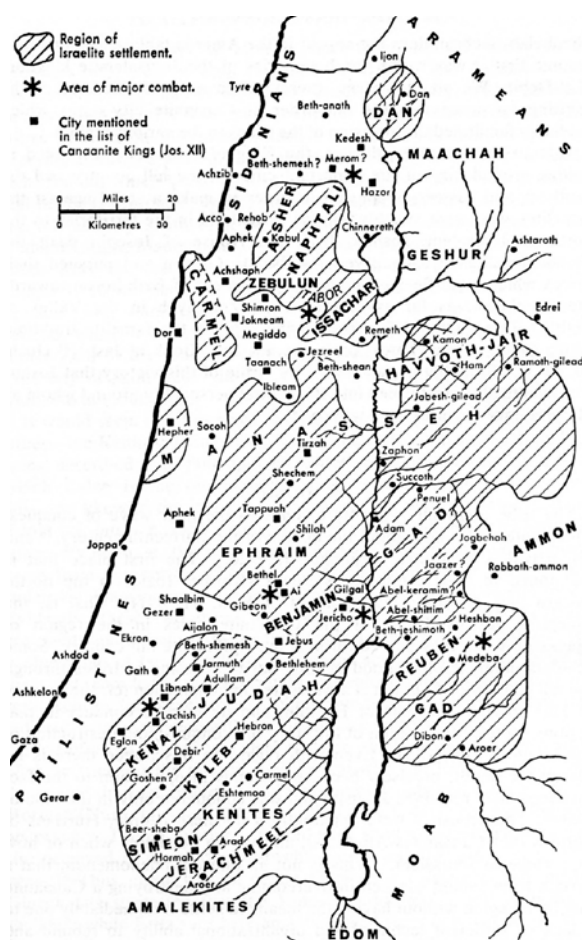 Region of
Israelite settlement.
Area of major combat.
City mentioned
in the list of
Canaanite Kings (Jos. XII)
Miles
0 30
Kilometres
0 30
ARAMEANS
Ijon
Dan
DAN
Tyre
Beth-anath
SIDONIANS
Kedesh
MAACHAH
Beth-shemesh?
Merom?
Achzib
Hazor
Acco
Rehob
ASHER
NAPHTALI
Aphek
Kabul
Chinnereth
Ashtaroth
GESHUR
Achshaph
ZEBULUN
TABOR
CARMEL
Shimron
ISSACHAR
Edrei
Jokneam
Dor
Megiddo
Remeth
Kamon
HAVVOTH-JAIR
Taanach
Jezreel
Ham
Ramoth-gilead
Beth-shean
Ibleam
Jabesh-gilead
Hepher
Socoh
MANASSEH
Tirzah
Zaphon
Shechem
Succoth
Penuel
Aphek
Tappuah
Adam
GAD
Jogbehah
AMMON
Shiloh
Joppa
EPHRAIM
Jaazer?
Rabbath-ammon
Bethel
Ai
Gilgal
Abel-keramim?
Shaalbim
BENJAMIN
Jericho
Abel-shittim
Gezer
Gibeon
Heshbon
Aijalon
Jebus
Beth-jeshimoth
Ekron
Beth-shemesh
REUBEN
Ashdod
Jarmuth
Bethlehem
Medeba
Gath
Adullam
Ashkelon
Libnah
JUDAH
GAD
Lachish
Hebron
Dibon
Gaza
Eglon
KENAZ
Aroer
Debir
KALEB
PHILISTINES
Goshen?
Carmel
Gerar
Eshtemoa
KENITES
Beer-sheba
SIMEON
Arad
Hormah
JERACHMEEL
MOAB
Aroer
AMALEKITES
EDOM